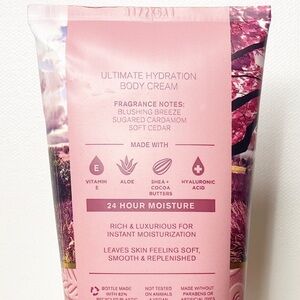 ULTIMATE HYDRATION
BODY CREAM
FRAGRANCE NOTES:
BLUSHING BREEZE
SUGARED CARDAMOM
SOFT CEDAR
MADE WITH
E
VITAMIN
E
ALOE
SHEA +
COCOA
BUTTERS
HYALURONIC
ACID
24 HOUR MOISTURE
RICH & LUXURIOUS FOR
INSTANT MOISTURIZATION
LEAVES SKIN FEELING SOFT,
SMOOTH & REPLENISHED
BOTTLE MADE
WITH 82%
NOT TESTED
ON ANIMALS
MADE WITHOUT
PARABENS OR